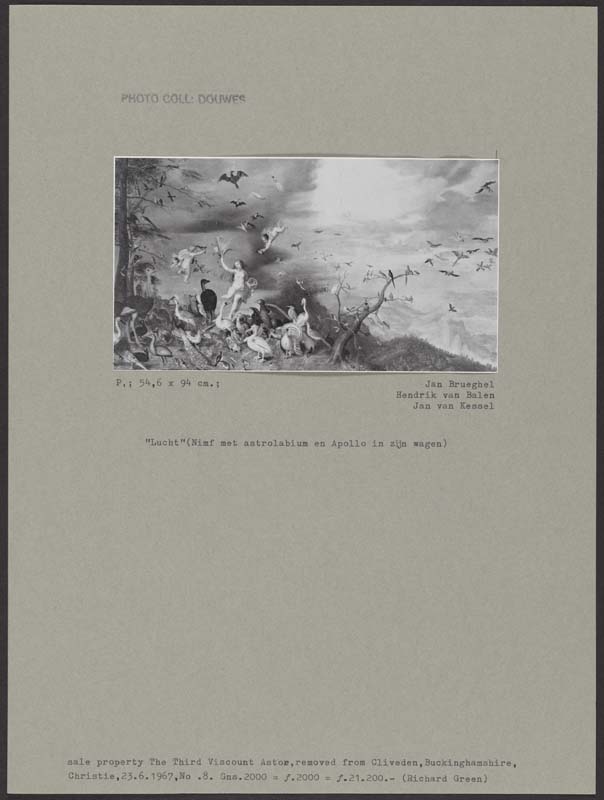 PHOTO COLL: DOUWES
P.; 54,6 x 94 cm.;
Jan Brueghel
Hendrik van Balen
Jan van Kessel
"Lucht"(Nimf met astrolabium en Apollo in zijn wagen)
sale property The Third Viscount Astor,removed from Cliveden,Buckinghamshire,
Christie,23.6.1967,No .8. Gns.2000 = ƒ.2000 = ƒ.21.200.- (Richard Green)